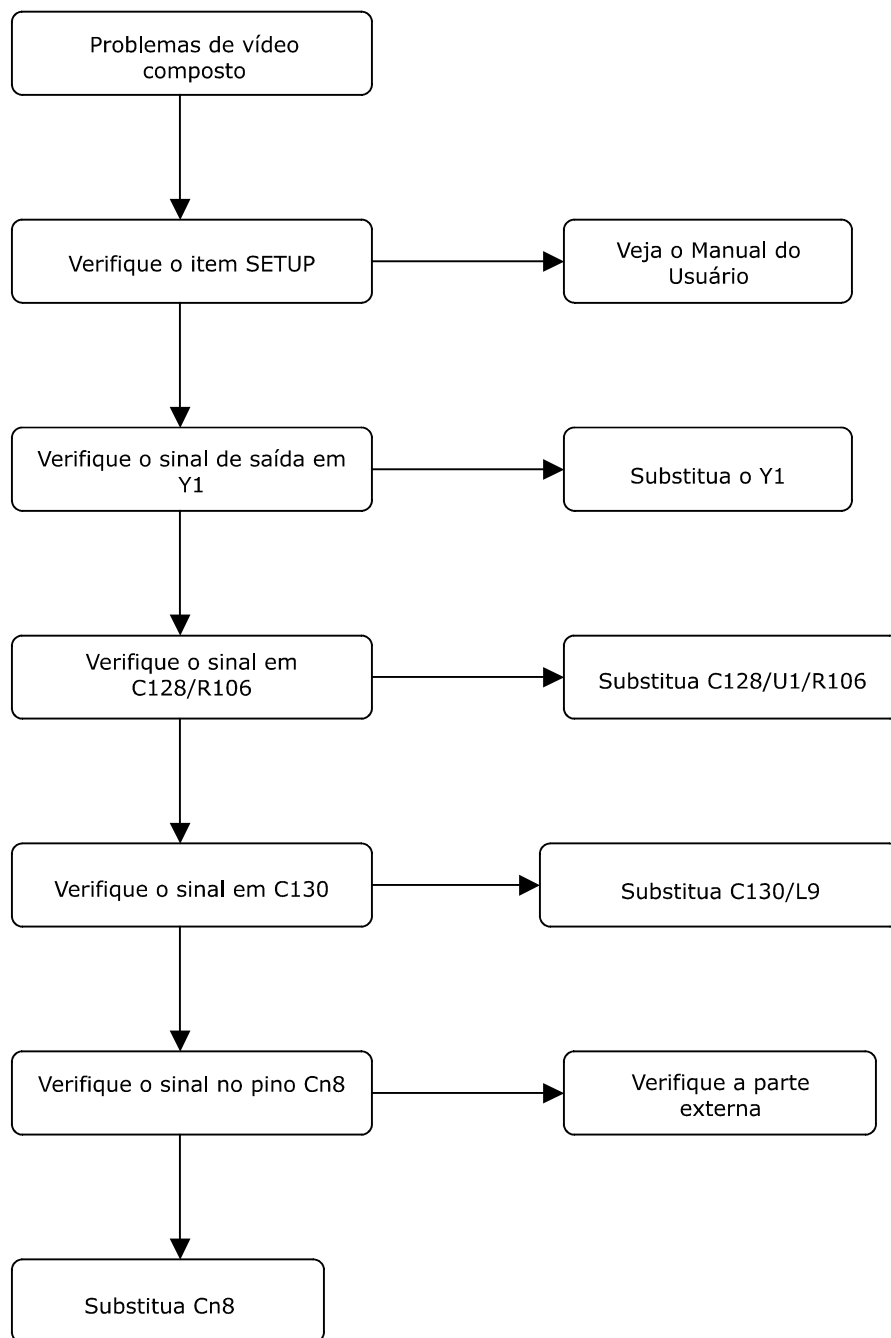 Problemas de vídeo
composto
Verifique o item SETUP
Veja o Manual do
Usuário
Verifique o sinal de saída em
Y1
Substitua o Y1
Verifique o sinal em
C128/R106
Substitua C128/U1/R106
Verifique o sinal em C130
Substitua C130/L9
Verifique o sinal no pino Cn8
Verifique a parte
externa
Substitua Cn8